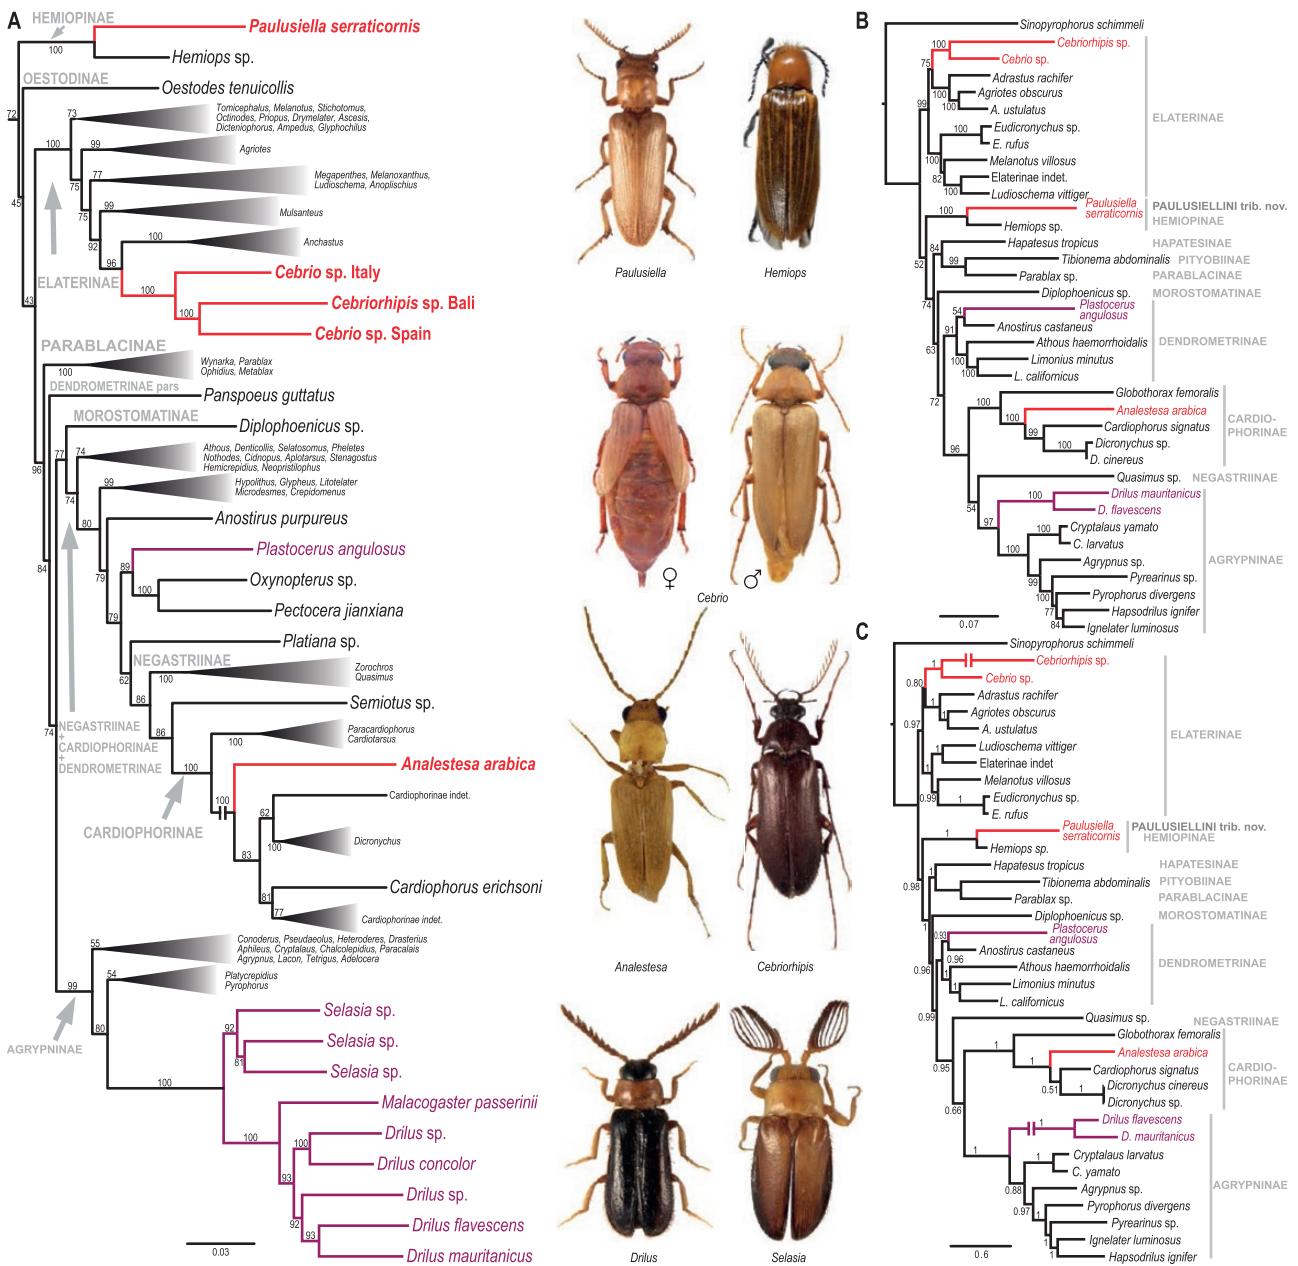 A
HEMIOPINAE
Paulusiella serraticornis
100
Hemiops sp.
OESTODINAE
Oestodes tenuicollis
72
73
Tomicephalus, Melanotus, Stichotomus,
Octinodes, Priopus, Drymelater, Ascesis,
Dicteniophorus, Ampedus, Glyphochilus
100
99
Agriotes
75
77
Megapenthes, Melanoxanthus,
Ludioschema, Anoplischius
45
75
99
Mulsanteus
92
100
Anchastus
96
ELATERINAE
Cebrio sp. Italy
100
43
Cebriorhipis sp. Bali
100
Cebrio sp. Spain
PARABLACINAE
100
Wynarka, Parablax
Ophidius, Metablax
DENDROMETRINAE pars
Panspoeus guttatus
MOROSTOMATINAE
Diplophoenicus sp.
96
77
74
Athous, Denticollis, Selatosomus, Pheletes
Nothodes, Cidnopus, Aplotarsus, Stenagostus
Hemicrepidius, Neopristilophus
74
99
Hypolithus, Glypheus, Litotelater
Microdesmes, Crepidomenus
80
Anostirus purpureus
84
79
89
Plastocerus angulosus
100
Oxynopterus sp.
Pectocera jianxiana
79
Platiana sp.
NEGASTRIINAE
62
100
Zorochros
Quasimus
86
Semiotus sp.
74
NEGASTRIINAE
+
CARDIOPHORINAE
+
DENDROMETRINAE
86
100
Paracardiophorus
Cardiotarsus
100
CARDIOPHORINAE
Analestesa arabica
100
62
Cardiophorinae indet.
100
Dicronychus
83
81
Cardiophorus erichsoni
77
Cardiophorinae indet.
55
Conoderus, Pseudaeolus, Heteroderes, Drasterius
Aphileus, Cryptalaus, Chalcolepidius, Paracalais
Agrypnus, Lacon, Tetrigus, Adelocera
99
54
Platycrepidius
Pyrophorus
AGRYPNINAE
80
Selasia sp.
92
Selasia sp.
81
Selasia sp.
100
Malacogaster passerinii
100
Drilus sp.
100
Drilus concolor
93
Drilus sp.
92
Drilus flavescens
93
Drilus mauritanicus
0.03
Paulusiella
Hemiops
♀
♂
Cebrio
Analestesa
Cebriorhipis
Drilus
Selasia
B
Sinopyrophorus schimmeli
100
Cebriorhipis sp.
Cebrio sp.
75
Adrastus rachifer
100
Agriotes obscurus
100
A. ustulatus
99
ELATERINAE
100
Eudicronychus sp.
E. rufus
100
Melanotus villosus
82
Elaterinae indet.
100
Ludioschema vittiger
100
Paulusiella
serraticornis
PAULUSIELLINI trib. nov.
HEMIOPINAE
Hemiops sp.
52
84
Hapatesus tropicus
HAPATESINAE
99
Tibionema abdominalis
PITYOBIINAE
Parablax sp.
PARABLACINAE
74
Diplophoenicus sp.
MOROSTOMATINAE
54
Plastocerus
angulosus
91
Anostirus castaneus
63
Athous haemorrhoidalis
DENDROMETRINAE
100
Limonius minutus
100
L. californicus
72
Globothorax femoralis
100
Analestesa arabica
100
CARDIO-
PHORINAE
Cardiophorus signatus
99
Dicronychus sp.
100
D. cinereus
96
Quasimus sp.
NEGASTRIINAE
54
100
Drilus mauritanicus
D. flavescens
97
100
Cryptalaus yamato
C. larvatus
100
Agrypnus sp.
AGRYPNINAE
99
Pyrearinus sp.
100
Pyrophorus divergens
77
Hapsodrilus ignifer
84
Ignelater luminosus
0.07
C
Sinopyrophorus schimmeli
1
Cebriorhipis sp.
Cebrio sp.
0.80
Adrastus rachifer
1
Agriotes obscurus
1
A. ustulatus
0.97
ELATERINAE
1
Ludioschema vittiger
Elaterinae indet
1
Melanotus villosus
0.99
1
Eudicronychus sp.
E. rufus
1
Paulusiella
serraticornis
PAULUSIELLINI trib. nov.
HEMIOPINAE
Hemiops sp.
0.98
1
Hapatesus tropicus
HAPATESINAE
1
Tibionema abdominalis
PITYOBIINAE
Parablax sp.
PARABLACINAE
1
Diplophoenicus sp.
MOROSTOMATINAE
0.93
Plastocerus
angulosus
Anostirus castaneus
0.96
0.96
Athous haemorrhoidalis
DENDROMETRINAE
1
Limonius minutus
1
L. californicus
0.99
Quasimus sp.
NEGASTRIINAE
Globothorax femoralis
1
Analestesa arabica
1
CARDIO-
PHORINAE
0.95
Cardiophorus signatus
0.51
Dicronychus cinereus
1
Dicronychus sp.
0.66
Drilus flavescens
1
D. mauritanicus
1
Cryptalaus larvatus
1
C. yamato
0.88
Agrypnus sp.
AGRYPNINAE
0.97
Pyrophorus divergens
1
Pyrearinus sp.
1
Ignelater luminosus
1
Hapsodrilus ignifer
0.6